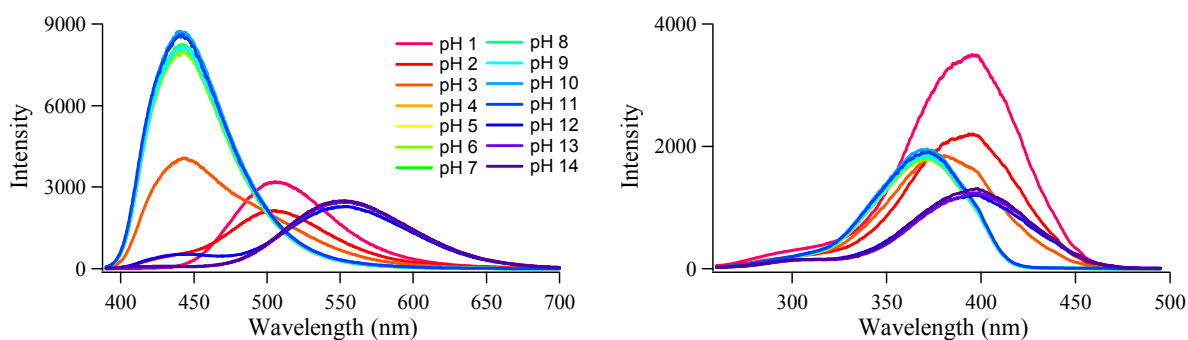 9000
6000
3000
0
Intensity
400 450 500 550 600 650 700
Wavelength (nm)
pH 1
pH 2
pH 3
pH 4
pH 5
pH 6
pH 7
pH 8
pH 9
pH 10
pH 11
pH 12
pH 13
pH 14
4000
2000
0
Intensity
300 350 400 450 500
Wavelength (nm)